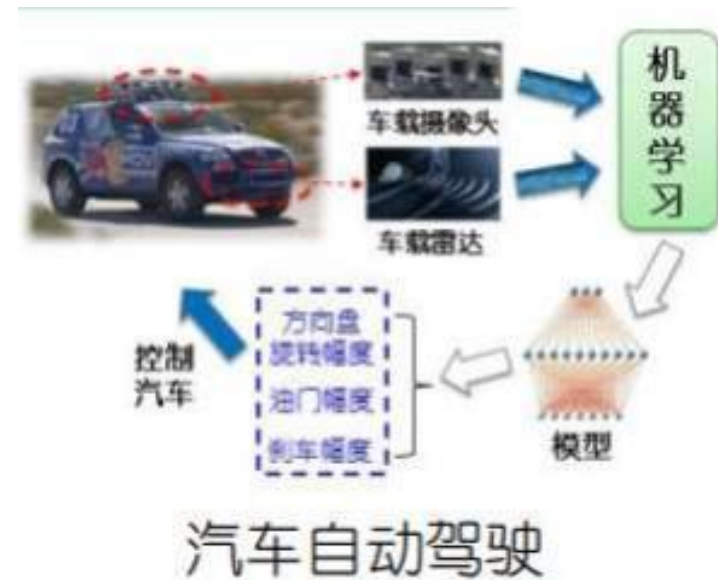 车载摄像头
机器学习
车载雷达
方向盘
旋转幅度
油门幅度
刹车幅度
控制
汽车
模型
汽车自动驾驶